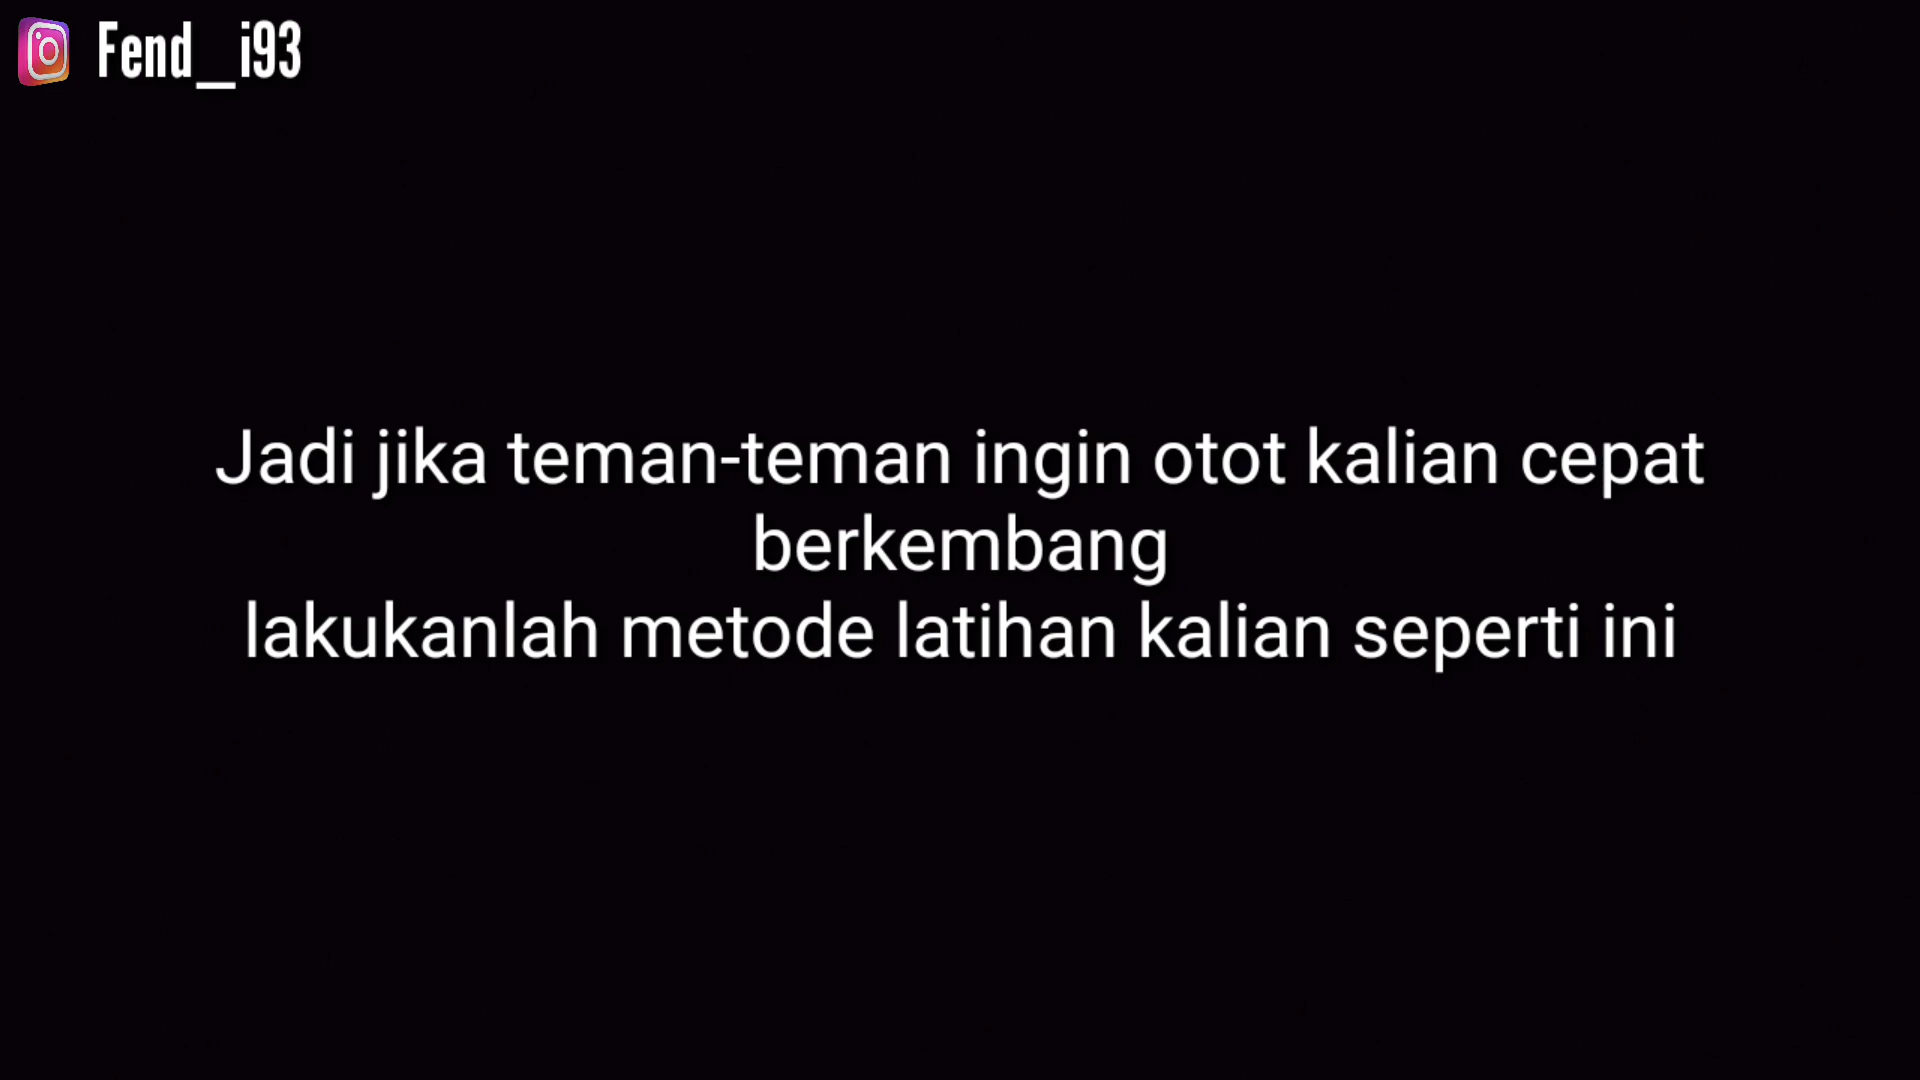 Fend_i93
Jadi jika teman-teman ingin otot kalian cepat
berkembang
lakukanlah metode latihan kalian seperti ini